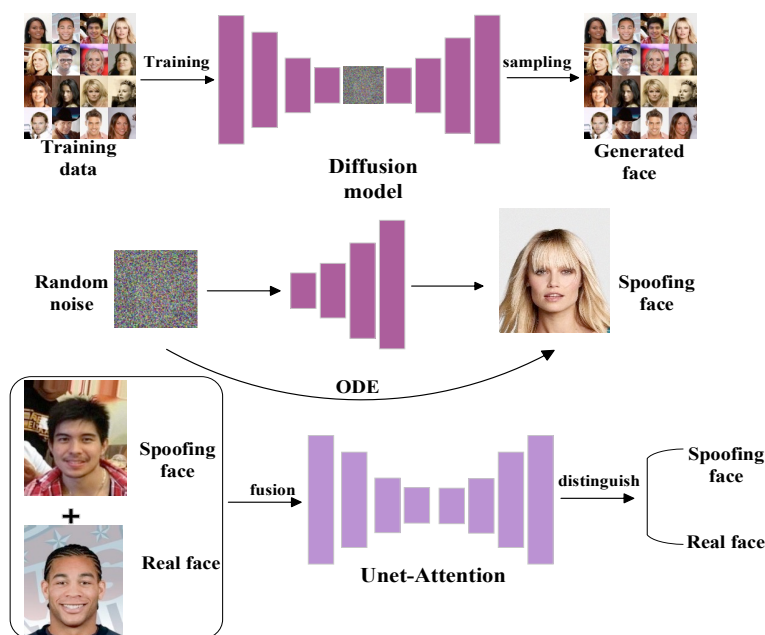 Training
sampling
Training
data
Diffusion
model
Generated
face
Random
noise
Spoofing
face
ODE
Spoofing
face
+
Real face
fusion
Unet-Attention
distinguish
Spoofing
face
Real face